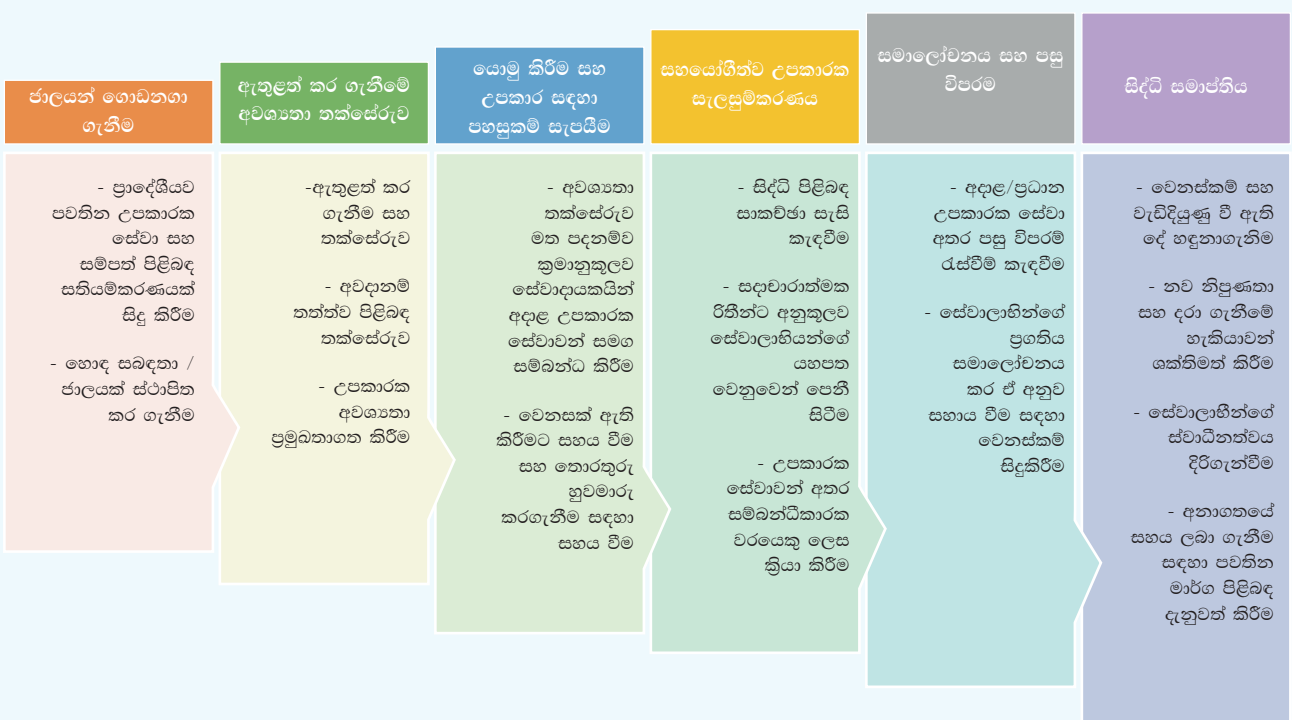 ජාලයන් ගොඩනගා
ගැනීම
- ප්‍රාදේශීයව
පවතින උපකාරක
සේවා සහ
සම්පත් පිළිබඳ
සතියම්කරණයක්
සිදු කිරීම
- හොඳ සබඳතා /
ජාලයක් ස්ථාපිත
කර ගැනීම
ඇතුළත් කර ගැනීමේ
අවශ්‍යතා තක්සේරුව
-ඇතුළත් කර
ගැනීම සහ
තක්සේරුව
- අවදානම්
තත්ත්ව පිළිබඳ
තක්සේරුව
- උපකාරක
අවශ්‍යතා
ප්‍රමුඛතාගත කිරීම
යොමු කිරීම සහ
උපකාර සඳහා
පහසුකම් සැපයීම
- අවශ්‍යතා
තක්සේරුව
මත පදනම්ව
ක්‍රමානුකූලව
සේවාදායකයින්
අදාළ උපකාරක
සේවාවන් සමග
සම්බන්ධ කිරීම
- වෙනසක් ඇති
කිරීමට සහය වීම
සහ තොරතුරු
හුවමාරු
කරගැනීම සඳහා
සහය වීම
සහයෝගීත්ව උපකාරක
සැලසුම්කරණය
- සිද්ධි පිළිබඳ
සාකච්ඡා සැසි
කැඳවීම
- සදාචාරාත්මක
රිතීන්ට අනුකූලව
සේවාලාභියන්ගේ
යහපත
වෙනුවෙන් පෙනී
සිටීම
- උපකාරක
සේවාවන් අතර
සම්බන්ධීකාරක
වරයෙකු ලෙස
ක්‍රියා කිරීම
සමාලෝචනය සහ පසු
විපරම
- අදාළ/ප්‍රධාන
උපකාරක සේවා
අතර පසු විපරම්
රැස්වීම් කැඳවීම
- සේවාලාභින්ගේ
ප්‍රගතිය
සමාලෝචනය
කර ඒ අනුව
සහාය වීම සඳහා
වෙනස්කම්
සිදුකිරීම
සිද්ධි සමාප්තිය
- වෙනස්කම් සහ
වැඩිදියුණු වී ඇති
දේ හඳුනාගැනිම
- නව නිපුණතා
සහ දරා ගැනීමේ
හැකියාවන්
ශක්තිමත් කිරීම
- සේවාලාභීන්ගේ
ස්වාධීනත්වය
දිරිගැන්වීම
- අනාගතයේ
සහය ලබා ගැනීම
සඳහා පවතින
මාර්ග පිළිබඳ
දැනුවත් කිරීම